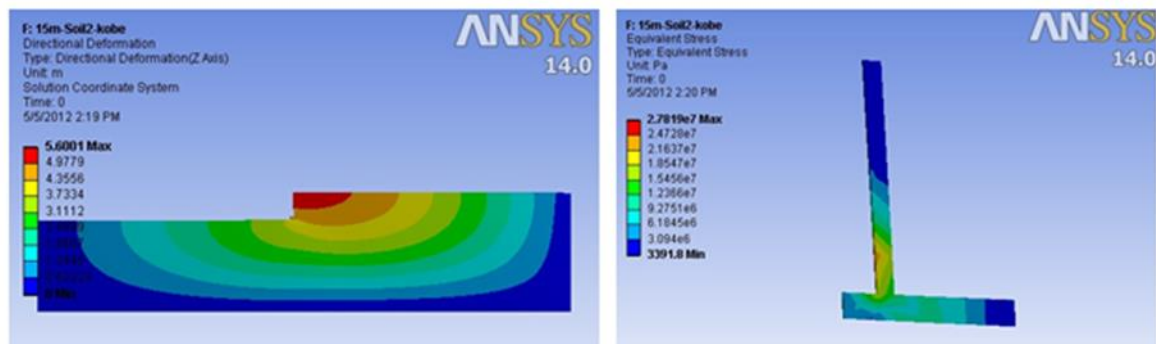 F: 15m-Soil2-kobe
Directional Deformation
Type: Directional Deformation(Z Axis)
Unit: m
Solution Coordinate System
Time: 0
5/5/2012 2:19 PM
ANSYS
14.0
5.6001 Max
4.9779
4.3556
3.7334
3.1112
0 Min
F: 15m-Soil2-kobe
Equivalent Stress
Type: Equivalent Stress
Unit: Pa
Time: 0
5/5/2012 2:20 PM
ANSYS
14.0
2.7819e7 Max
2.4728e7
2.1637e7
1.8547e7
1.5456e7
1.2366e7
9.2751e6
6.1845e6
3.094e6
3391.8 Min